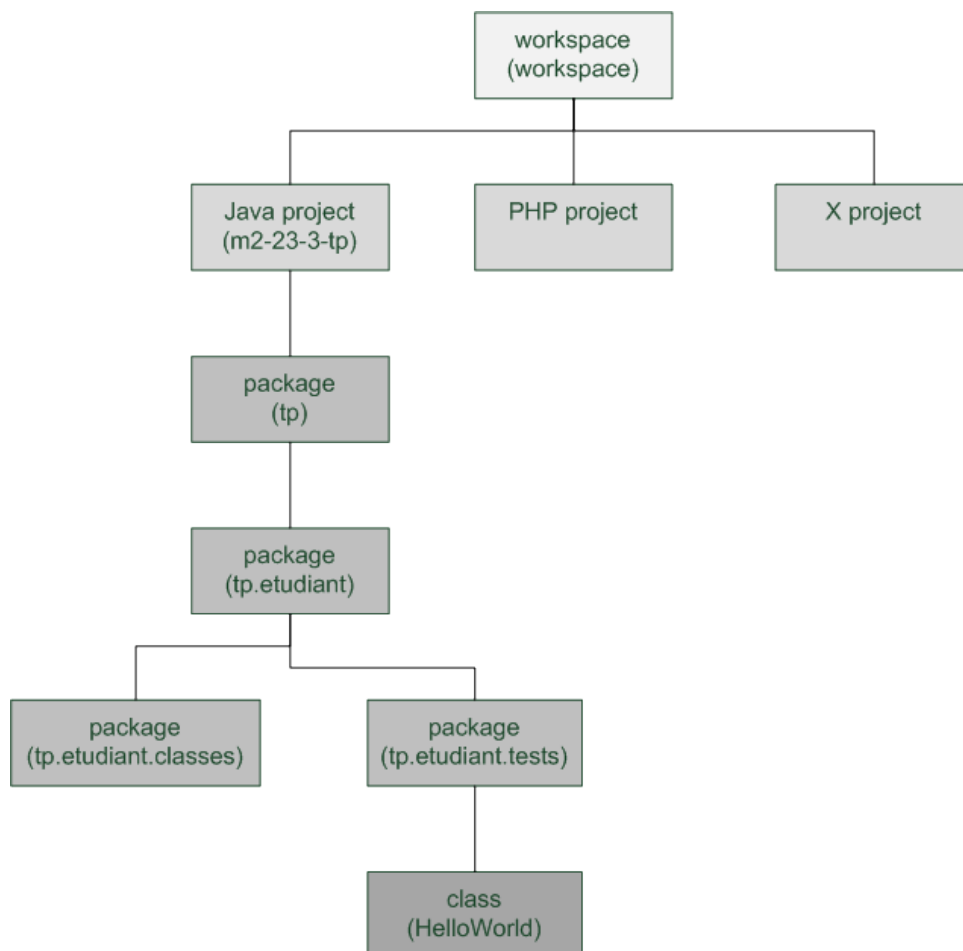 workspace
(workspace)
Java project
(m2-23-3-tp)
PHP project
X project
package
(tp)
package
(tp.etudiant)
package
(tp.etudiant.classes)
package
(tp.etudiant.tests)
class
(HelloWorld)